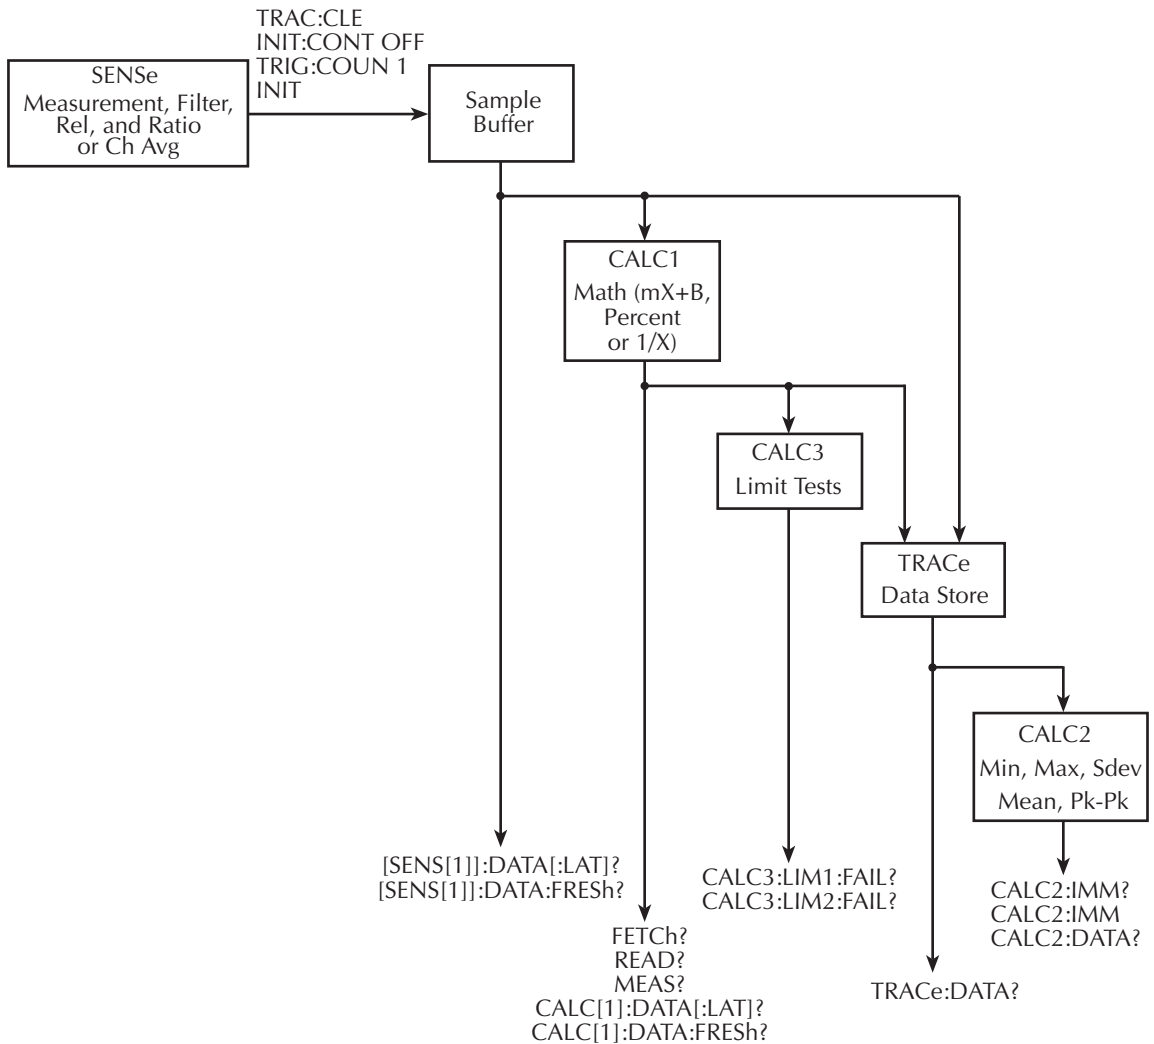 TRAC:CLE
INIT:CONT OFF
TRIG:COUN 1
INIT
SENSe
Measurement, Filter,
Rel, and Ratio
or Ch Avg
Sample
Buffer
CALC1
Math (mX+B,
Percent
or 1/X)
CALC3
Limit Tests
TRACe
Data Store
CALC2
Min, Max, Sdev
Mean, Pk-Pk
[SENS[1]]:DATA[:LAT]?
[SENS[1]]:DATA:FRESh?
FETCh?
READ?
MEAS?
CALC[1]:DATA[:LAT]?
CALC[1]:DATA:FRESh?
CALC3:LIM1:FAIL?
CALC3:LIM2:FAIL?
TRACe:DATA?
CALC2:IMM?
CALC2:IMM
CALC2:DATA?